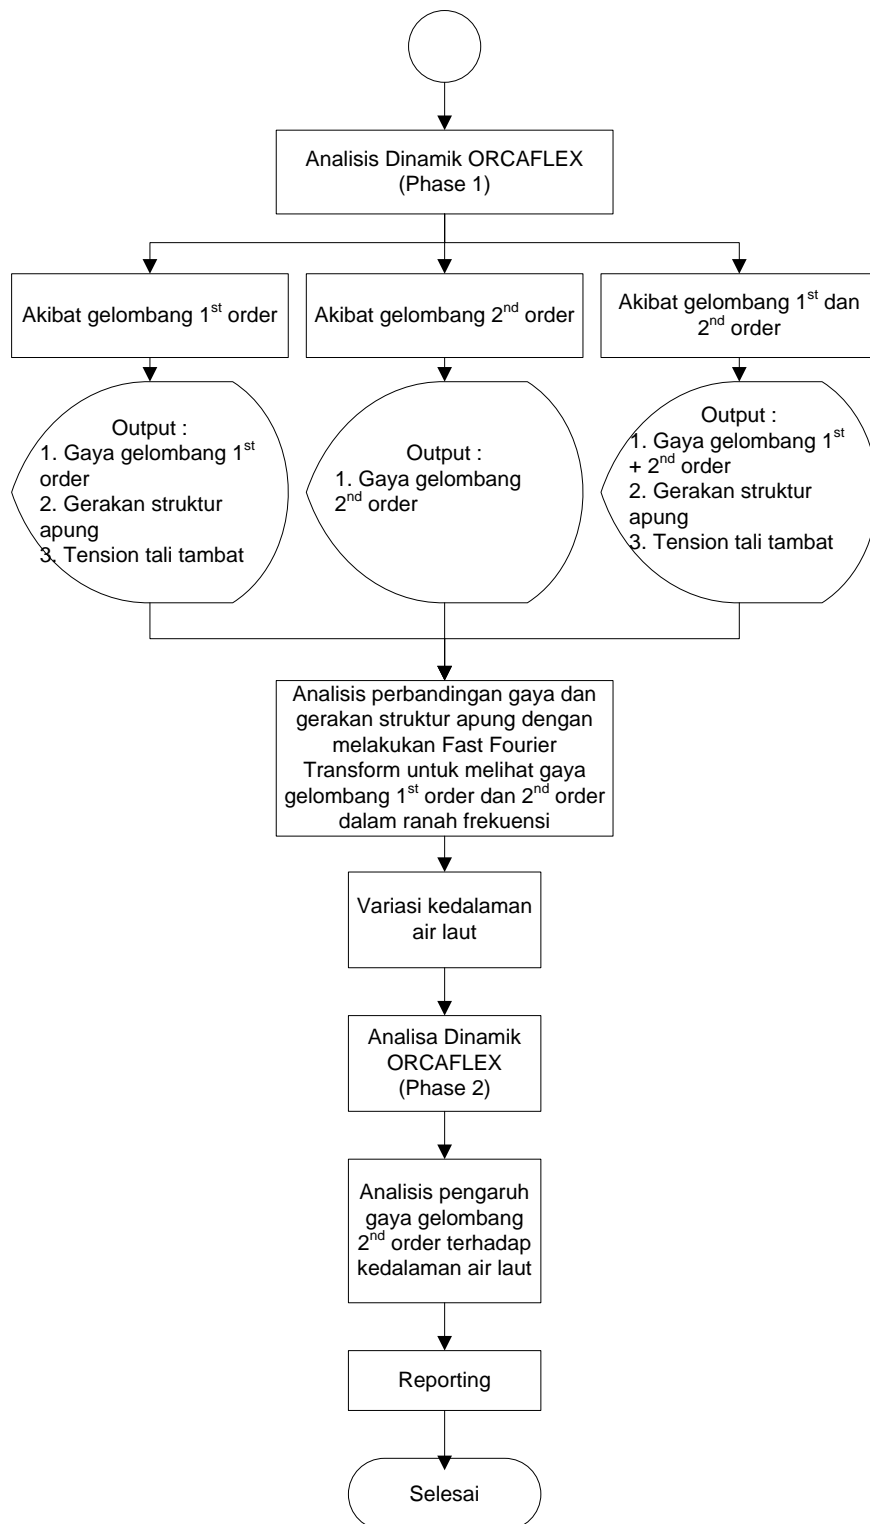 Analisis Dinamik ORCAFLEX
(Phase 1)
Akibat gelombang 1st order
Akibat gelombang 2nd order
Akibat gelombang 1st dan
2nd order
Output :
1. Gaya gelombang 1st
order
2. Gerakan struktur
apung
3. Tension tali tambat
Output :
1. Gaya gelombang
2nd order
Output :
1. Gaya gelombang 1st
+ 2nd order
2. Gerakan struktur
apung
3. Tension tali tambat
Analisis perbandingan gaya dan
gerakan struktur apung dengan
melakukan Fast Fourier
Transform untuk melihat gaya
gelombang 1st order dan 2nd order
dalam ranah frekuensi
Variasi kedalaman
air laut
Analisa Dinamik
ORCAFLEX
(Phase 2)
Analisis pengaruh
gaya gelombang
2nd order terhadap
kedalaman air laut
Reporting
Selesai